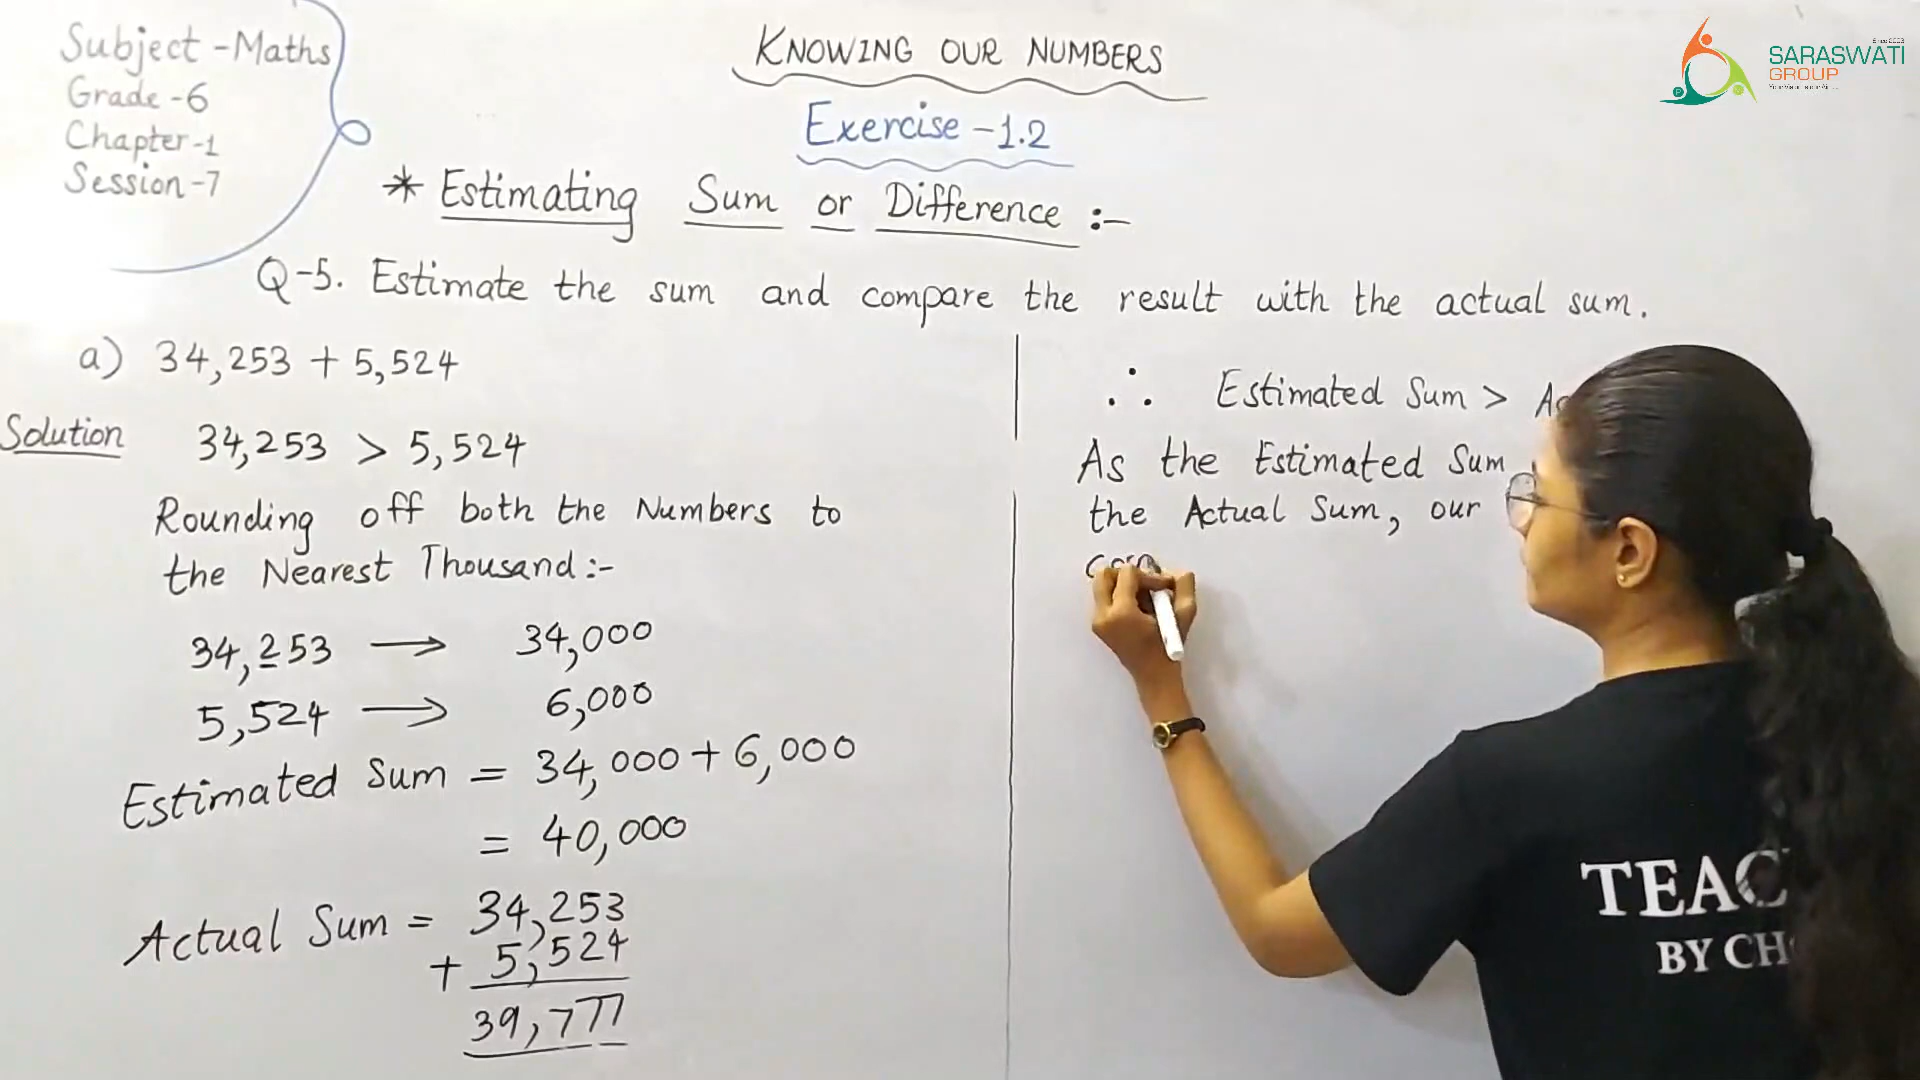 Subject -Maths
Grade -6
Chapter-1
Session-7
KNOWING OUR NUMBERS
Exercise -1.2
* Estimating Sum or Difference :-
Q-5. Estimate the sum and compare the result with the actual sum.
a) 34,253 + 5,524
Solution 34,253 > 5,524
Rounding off both the Numbers to
the Nearest Thousand:-
34,253 → 34,000
5,524 → 6,000
Estimated Sum = 34,000 + 6,000
= 40,000
Actual Sum = 34,253
+ 5,524
39,777
∴ Estimated Sum >
As the Estimated Sum
the Actual Sum, our
SARASWATI
GROUP
TEAC
BY CH